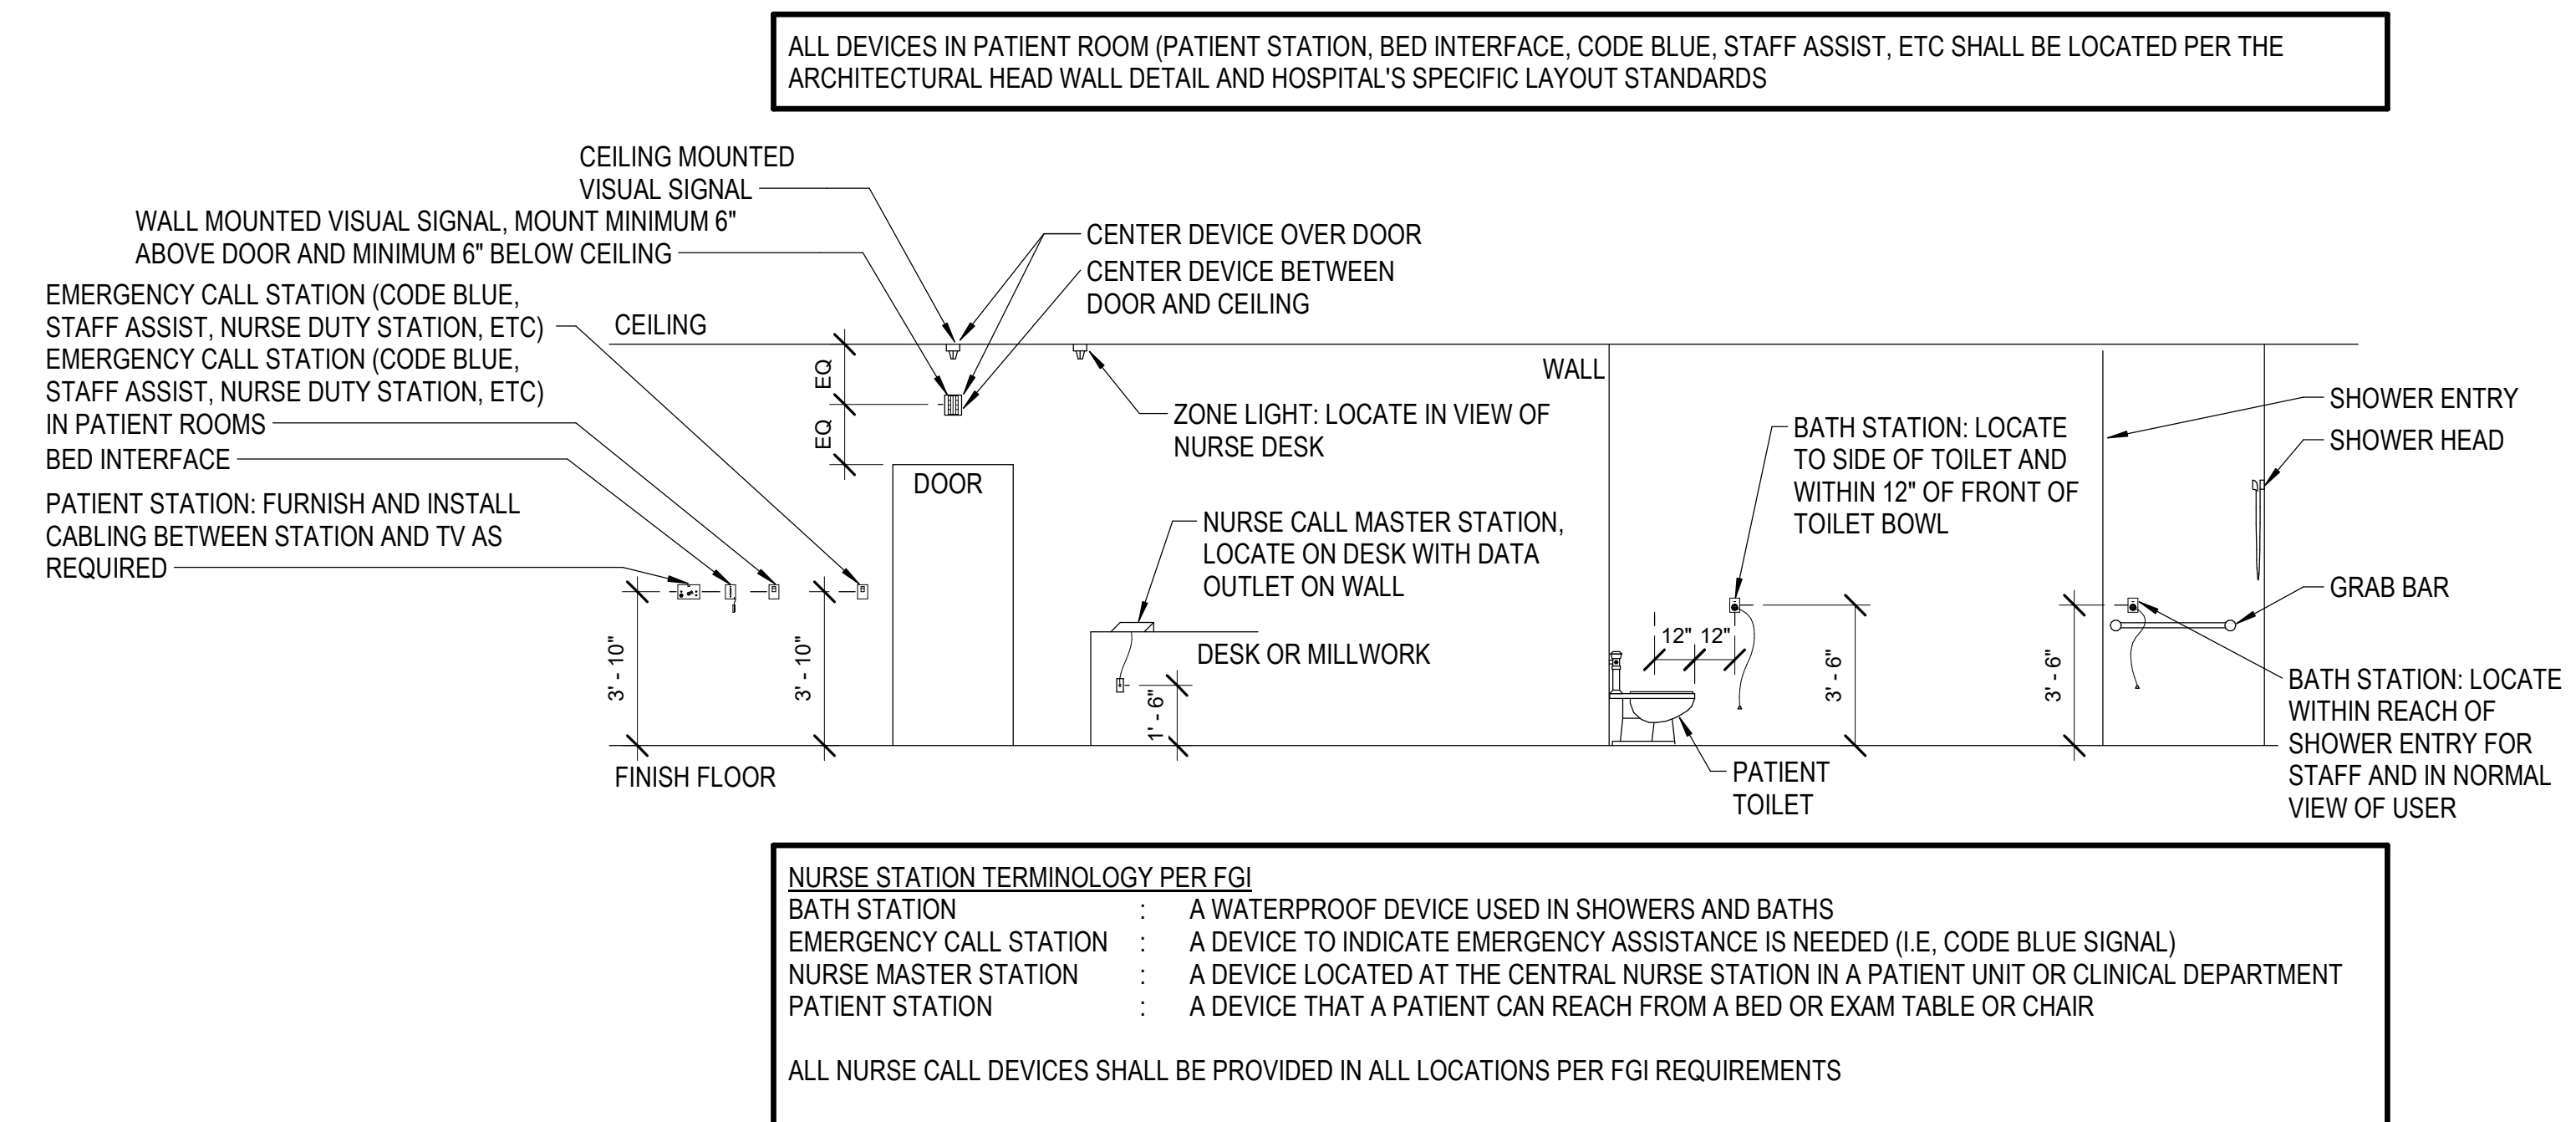 ALL DEVICES IN PATIENT ROOM (PATIENT STATION, BED INTERFACE, CODE BLUE, STAFF ASSIST, ETC SHALL BE LOCATED PER THE
ARCHITECTURAL HEAD WALL DETAIL AND HOSPITAL'S SPECIFIC LAYOUT STANDARDS
CEILING MOUNTED
VISUAL SIGNAL
WALL MOUNTED VISUAL SIGNAL, MOUNT MINIMUM 6"
ABOVE DOOR AND MINIMUM 6" BELOW CEILING
EMERGENCY CALL STATION (CODE BLUE,
STAFF ASSIST, NURSE DUTY STATION, ETC)
EMERGENCY CALL STATION (CODE BLUE,
STAFF ASSIST, NURSE DUTY STATION, ETC)
IN PATIENT ROOMS
BED INTERFACE
PATIENT STATION: FURNISH AND INSTALL
CABLING BETWEEN STATION AND TV AS
REQUIRED
CENTER DEVICE OVER DOOR
CENTER DEVICE BETWEEN
DOOR AND CEILING
CEILING
EQ
EQ
DOOR
ZONE LIGHT: LOCATE IN VIEW OF
NURSE DESK
WALL
NURSE CALL MASTER STATION,
LOCATE ON DESK WITH DATA
OUTLET ON WALL
DESK OR MILLWORK
3' - 10"
3' - 10"
1' - 6"
FINISH FLOOR
BATH STATION: LOCATE
TO SIDE OF TOILET AND
WITHIN 12" OF FRONT OF
TOILET BOWL
12" 12"
3' - 6"
3' - 6"
PATIENT
TOILET
SHOWER ENTRY
SHOWER HEAD
GRAB BAR
BATH STATION: LOCATE
WITHIN REACH OF
SHOWER ENTRY FOR
STAFF AND IN NORMAL
VIEW OF USER
NURSE STATION TERMINOLOGY PER FGI
BATH STATION : A WATERPROOF DEVICE USED IN SHOWERS AND BATHS
EMERGENCY CALL STATION : A DEVICE TO INDICATE EMERGENCY ASSISTANCE IS NEEDED (I.E, CODE BLUE SIGNAL)
NURSE MASTER STATION : A DEVICE LOCATED AT THE CENTRAL NURSE STATION IN A PATIENT UNIT OR CLINICAL DEPARTMENT
PATIENT STATION : A DEVICE THAT A PATIENT CAN REACH FROM A BED OR EXAM TABLE OR CHAIR
ALL NURSE CALL DEVICES SHALL BE PROVIDED IN ALL LOCATIONS PER FGI REQUIREMENTS